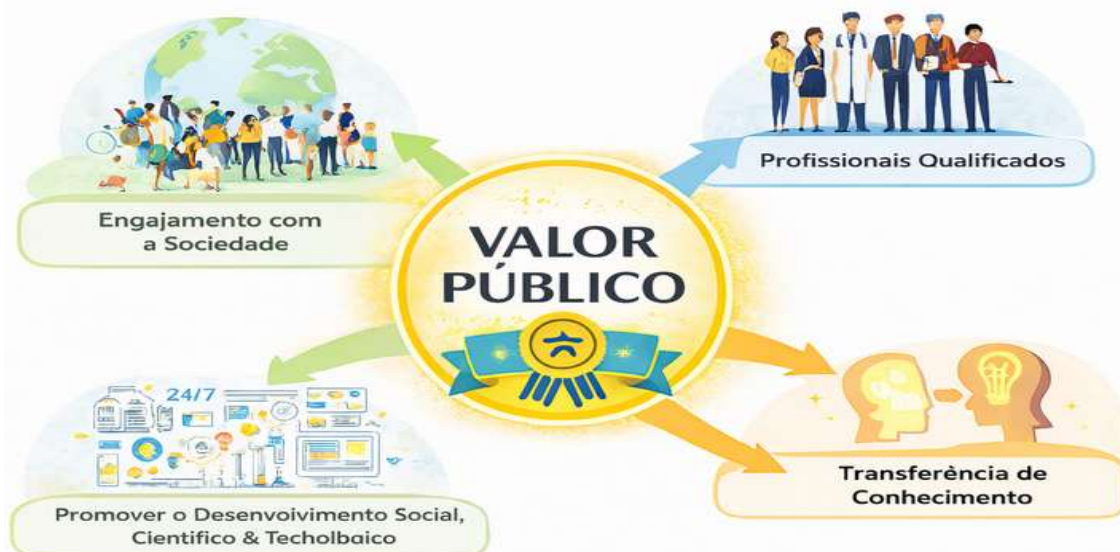 Engajamento com
a Sociedade
Profissionais Qualificados
VALOR
PÚBLICO
24/7
Promover o Desenvoivimento Social,
Cientifico & Techolbaico
Transferência de
Conhecimento